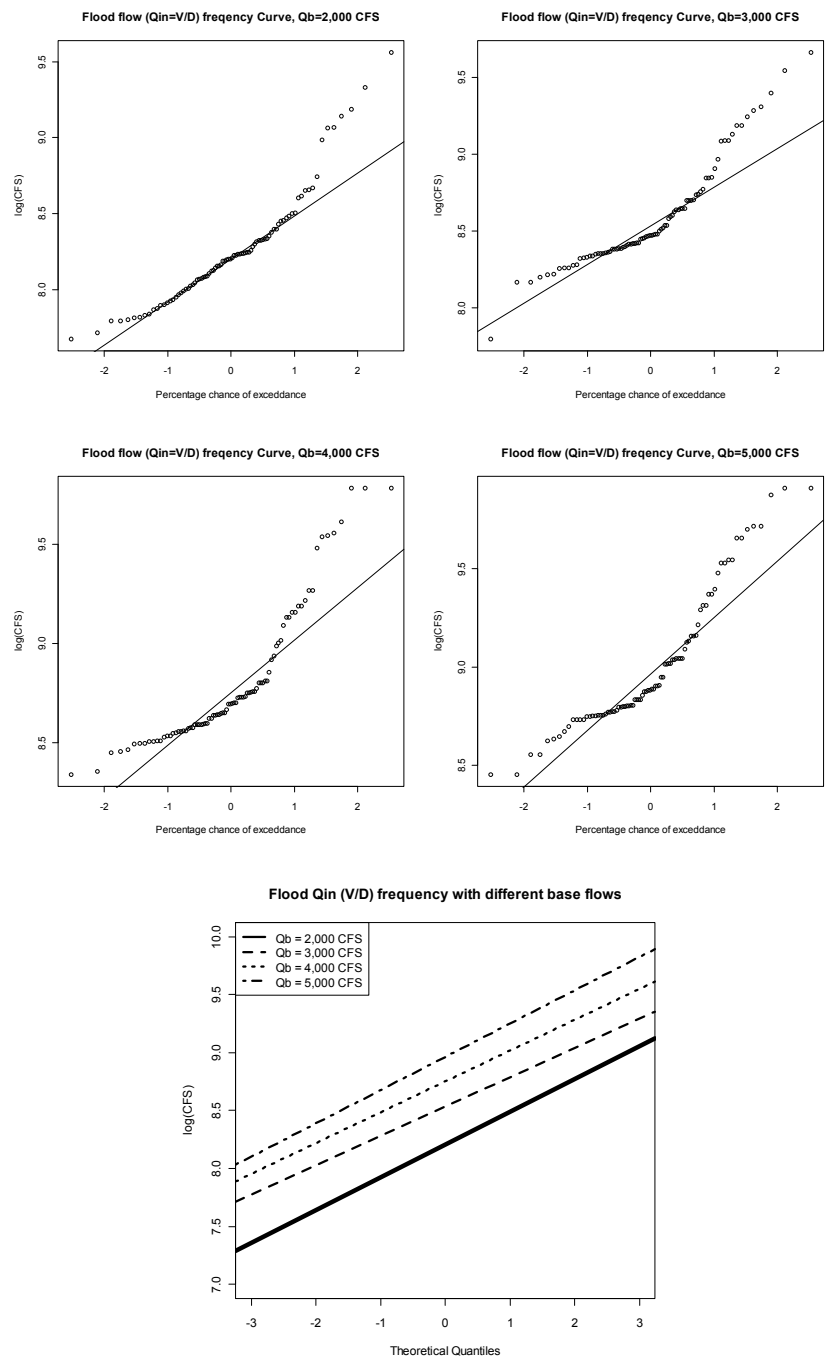 Flood flow (Qin=V/D) freqency Curve, Qb=2,000 CFS
log(CFS)
9.5
9.0
8.5
8.0
-2 -1 0 1 2
Percentage chance of exceddance
Flood flow (Qin=V/D) freqency Curve, Qb=3,000 CFS
log(CFS)
9.5
9.0
8.5
8.0
-2 -1 0 1 2
Percentage chance of exceddance
Flood flow (Qin=V/D) freqency Curve, Qb=4,000 CFS
log(CFS)
9.5
9.0
8.5
-2 -1 0 1 2
Percentage chance of exceddance
Flood flow (Qin=V/D) freqency Curve, Qb=5,000 CFS
log(CFS)
9.5
9.0
8.5
-2 -1 0 1 2
Percentage chance of exceddance
Flood Qin (V/D) frequency with different base flows
Qb = 2,000 CFS
Qb = 3,000 CFS
Qb = 4,000 CFS
Qb = 5,000 CFS
log(CFS)
10.0
9.5
9.0
8.5
8.0
7.5
7.0
-3 -2 -1 0 1 2 3
Theoretical Quantiles